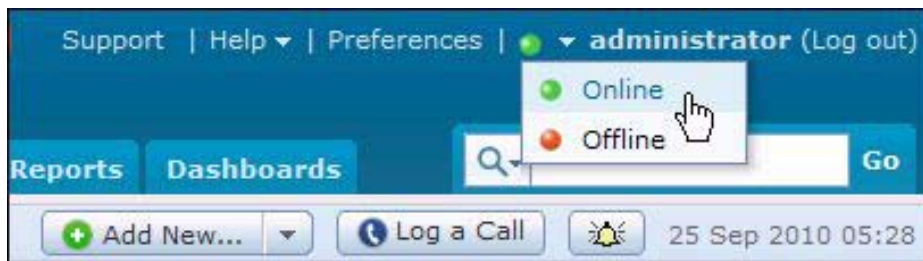 Support | Help | Preferences | administrator (Log out)
Online
Offline
Reports Dashboards Go
Add New... Log a Call 25 Sep 2010 05:28